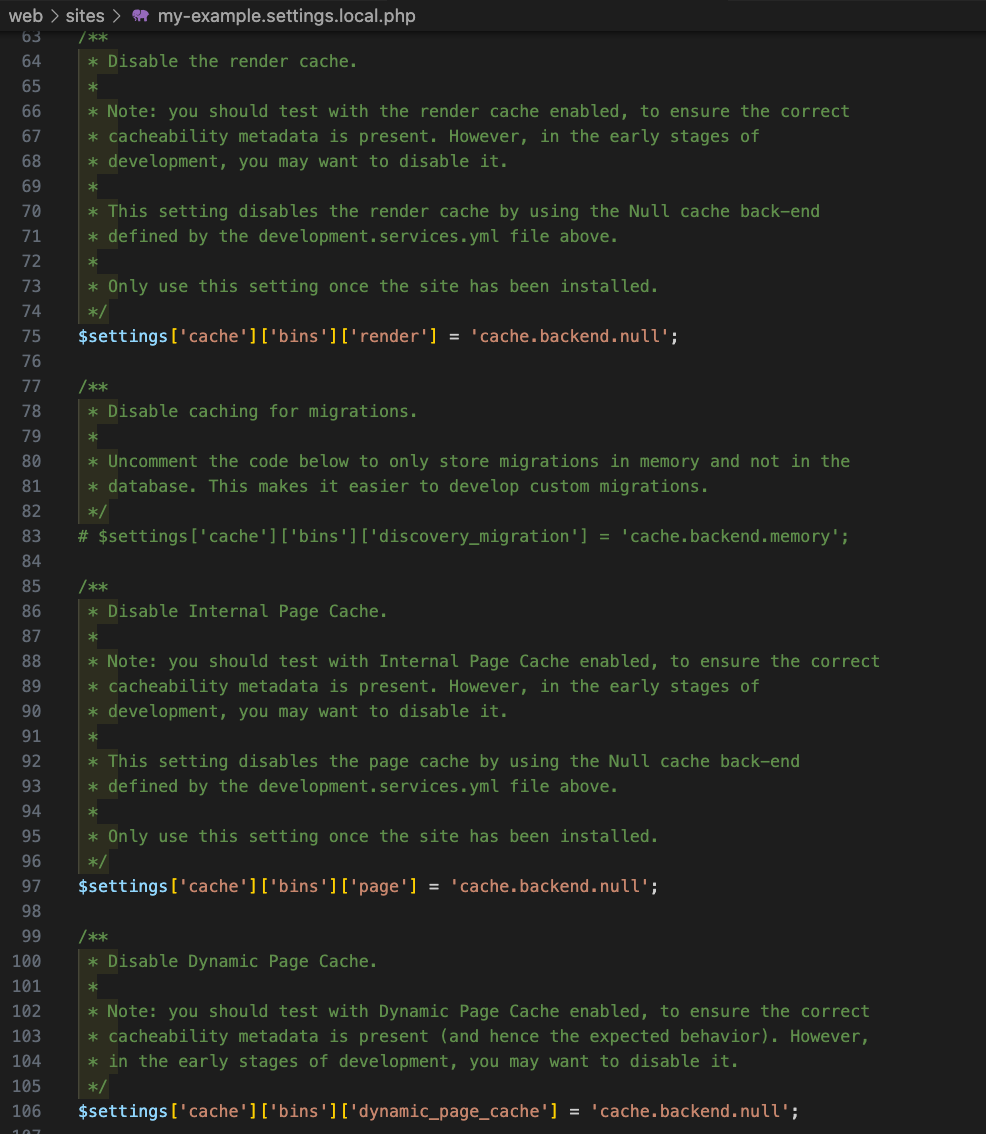 web > sites > my-example.settings.local.php
63 /**
64 * Disable the render cache.
65 *
66 * Note: you should test with the render cache enabled, to ensure the correct
67 * cacheability metadata is present. However, in the early stages of
68 * development, you may want to disable it.
69 *
70 * This setting disables the render cache by using the Null cache back-end
71 * defined by the development.services.yml file above.
72 *
73 * Only use this setting once the site has been installed.
74 */
75 $settings['cache']['bins']['render'] = 'cache.backend.null';
76
77 /**
78 * Disable caching for migrations.
79 *
80 * Uncomment the code below to only store migrations in memory and not in the
81 * database. This makes it easier to develop custom migrations.
82 */
83 # $settings['cache']['bins']['discovery_migration'] = 'cache.backend.memory';
84
85 /**
86 * Disable Internal Page Cache.
87 *
88 * Note: you should test with Internal Page Cache enabled, to ensure the correct
89 * cacheability metadata is present. However, in the early stages of
90 * development, you may want to disable it.
91 *
92 * This setting disables the page cache by using the Null cache back-end
93 * defined by the development.services.yml file above.
94 *
95 * Only use this setting once the site has been installed.
96 */
97 $settings['cache']['bins']['page'] = 'cache.backend.null';
98
99 /**
100 * Disable Dynamic Page Cache.
101 *
102 * Note: you should test with Dynamic Page Cache enabled, to ensure the correct
103 * cacheability metadata is present (and hence the expected behavior). However,
104 * in the early stages of development, you may want to disable it.
105 */
106 $settings['cache']['bins']['dynamic_page_cache'] = 'cache.backend.null';
107